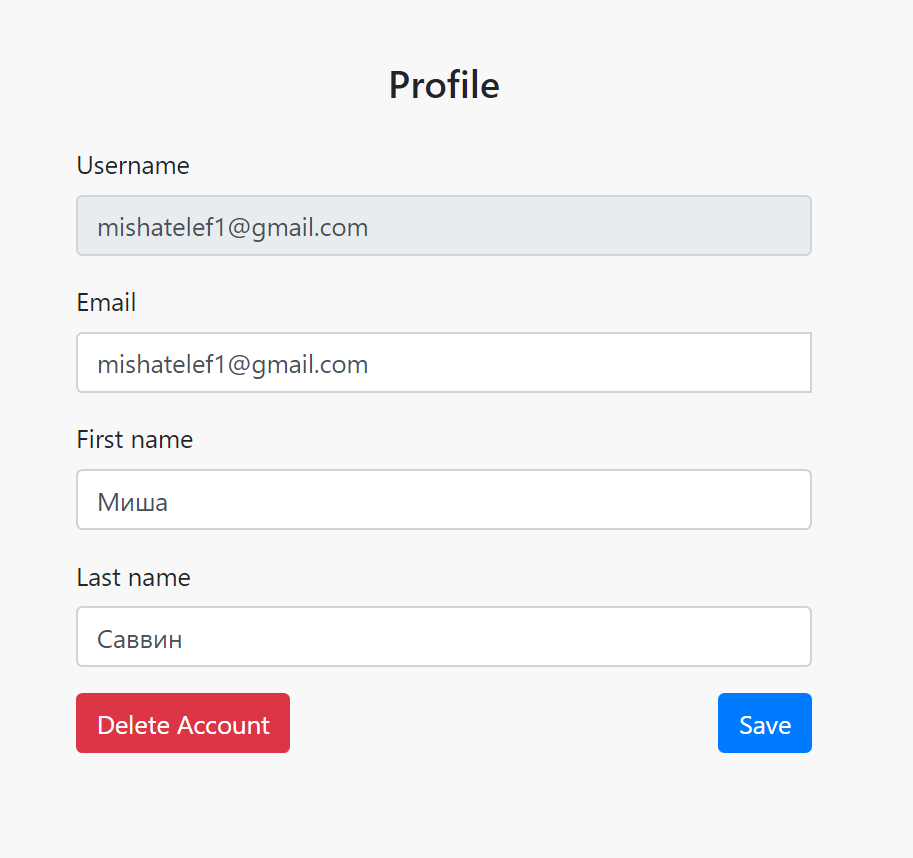 Profile
Username
mishatelef1@gmail.com
Email
mishatelef1@gmail.com
First name
Миша
Last name
Саввин
Delete Account
Save